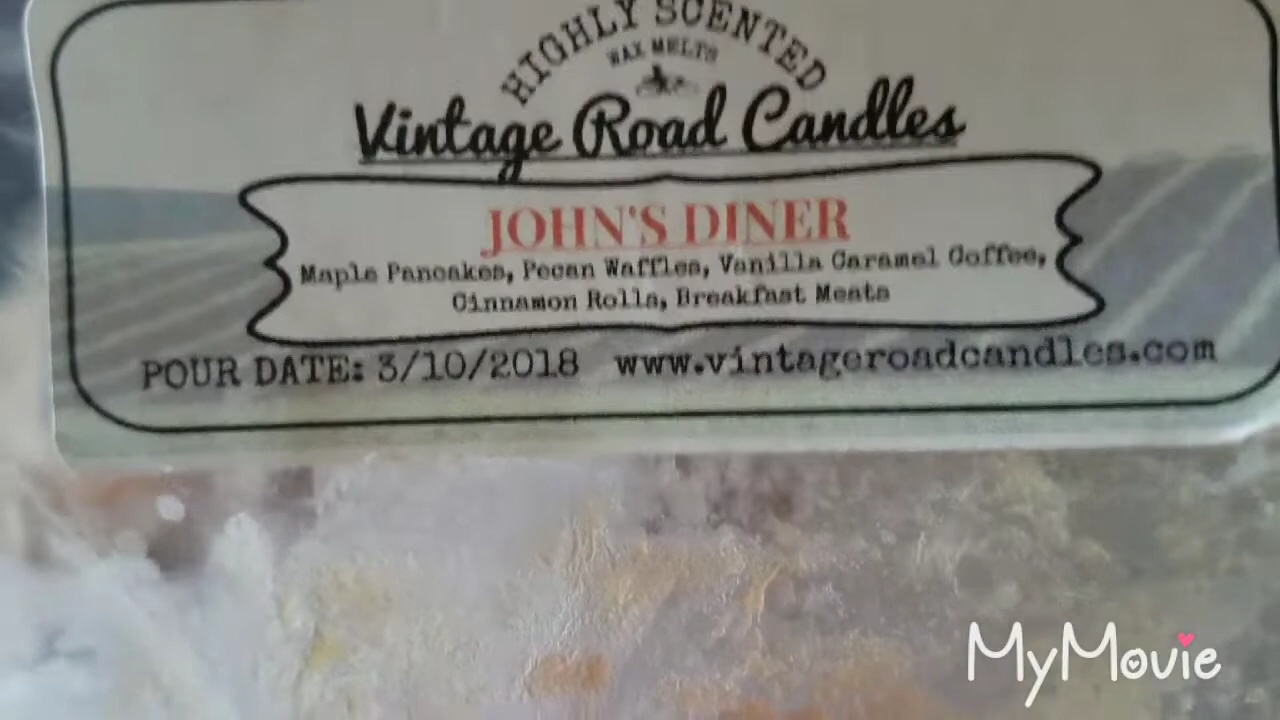 HIGHLY SCENTED
WAX MELTS
Vintage Road Candles
JOHN'S DINER
Maple Pancakes, Pecan Waffles, Vanilla Caramel Coffee,
Cinnamon Rolls, Breakfast Meats
POUR DATE: 3/10/2018 www.vintageroadcandles.com
MyMovie